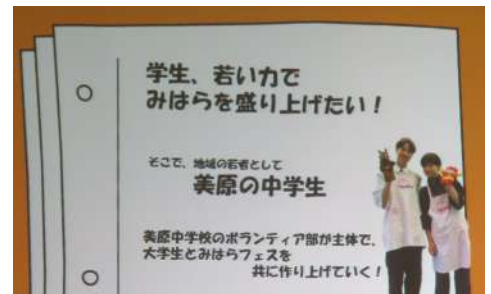 学生、若い力で
みはらを盛り上げたい！
そこで、地域の若者として
美原の中学生
美原中学校のボランティア部が主体で、
大学生とみはらフェスを
共に作り上げていく！